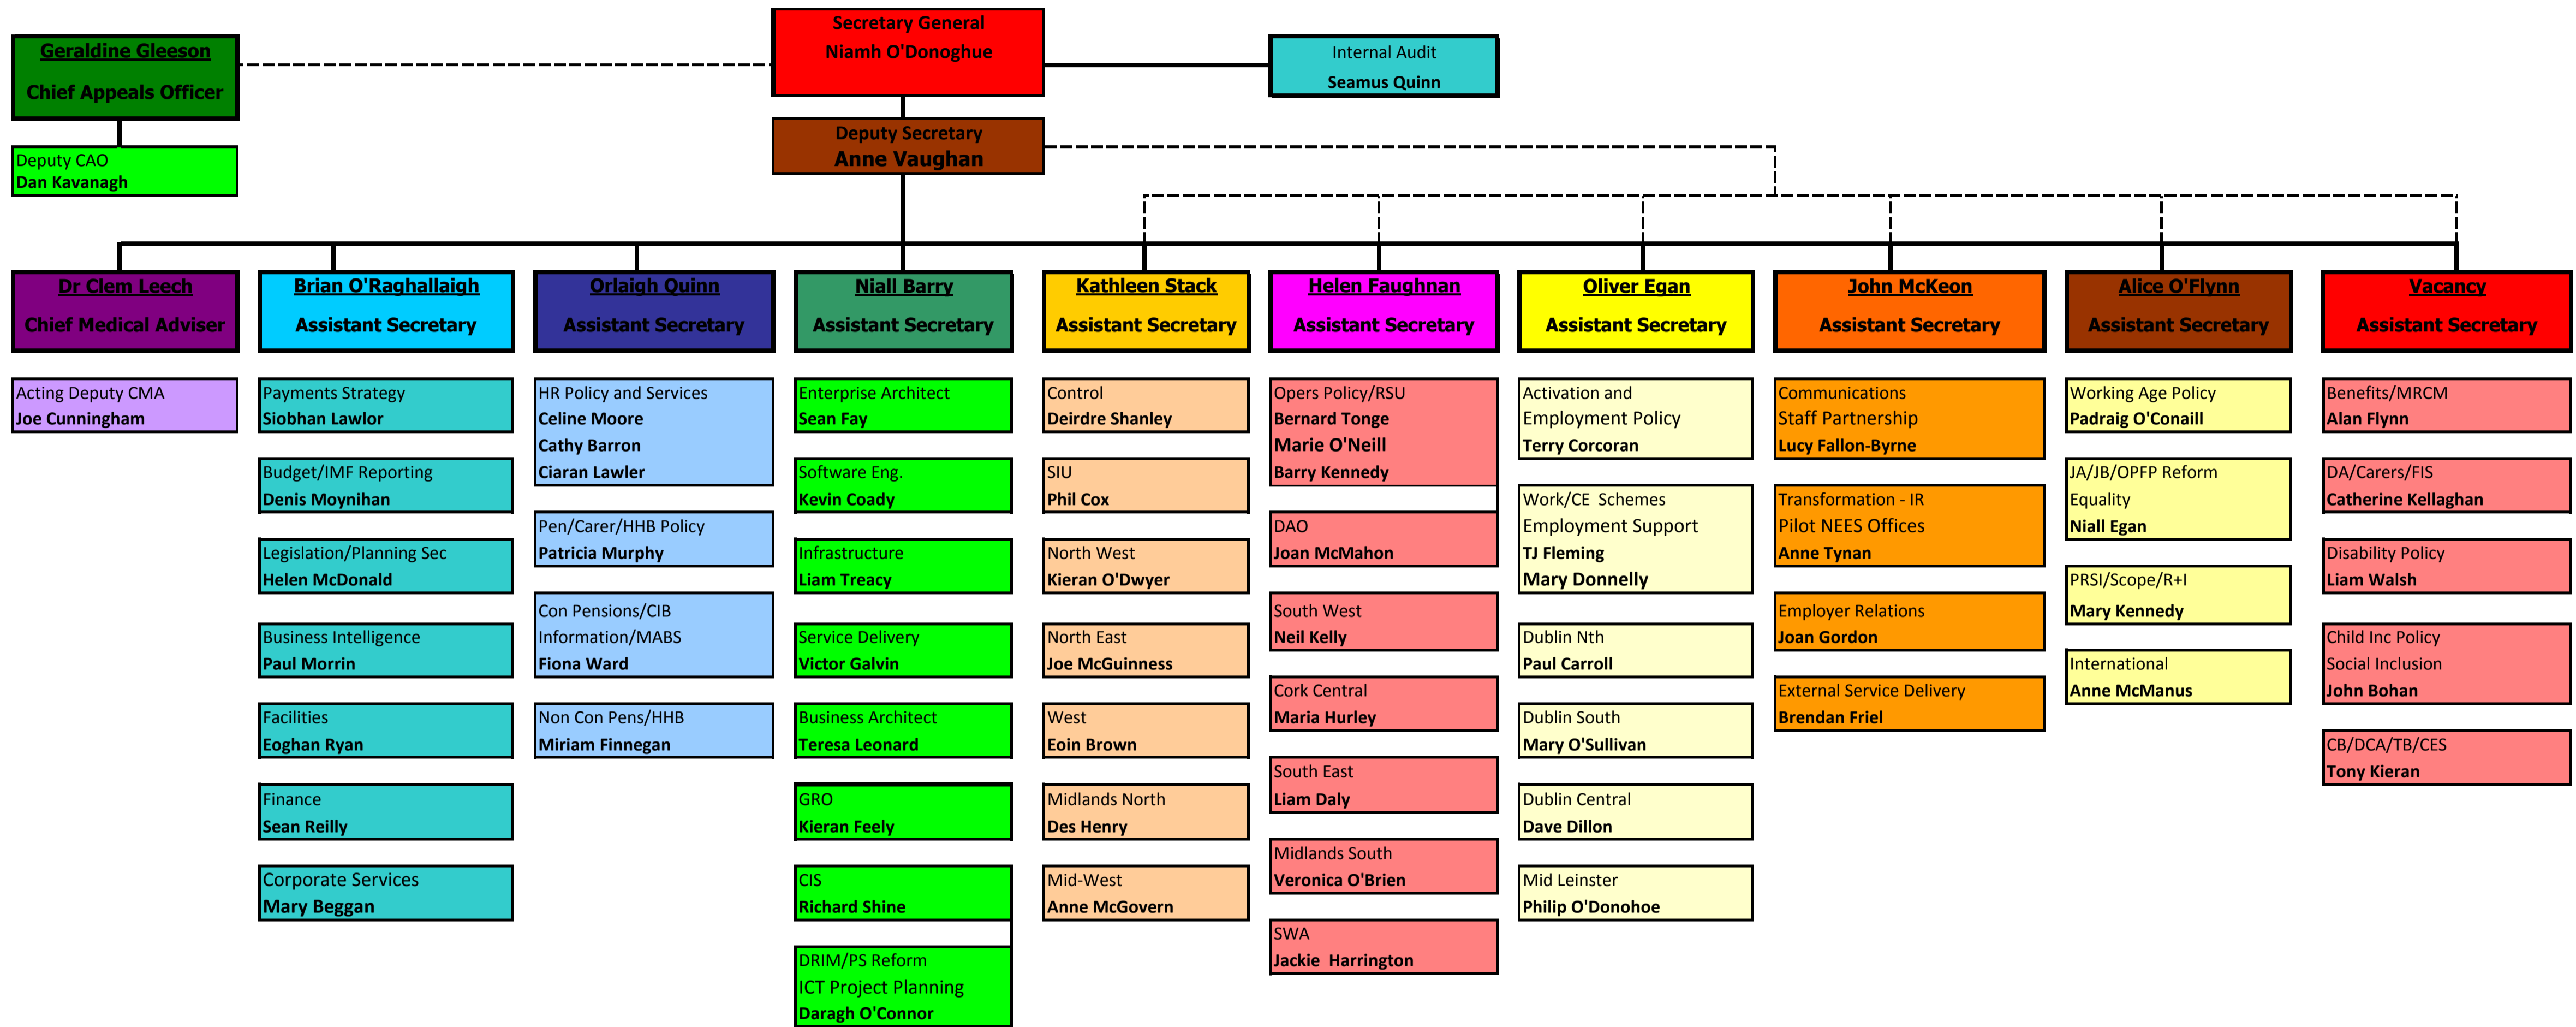 Secretary General
Niamh O'Donoghue
Geraldine Gleeson
Chief Appeals Officer
Internal Audit
Seamus Quinn
Deputy Secretary
Anne Vaughan
Deputy CAO
Dan Kavanagh
Dr Clem Leech
Chief Medical Adviser
Acting Deputy CMA
Joe Cunningham
Brian O'Raghallaigh
Assistant Secretary
Payments Strategy
Siobhan Lawlor
Budget/IMF Reporting
Denis Moynihan
Legislation/Planning Sec
Helen McDonald
Business Intelligence
Paul Morrin
Facilities
Eoghan Ryan
Finance
Sean Reilly
Corporate Services
Mary Beggan
Orlaigh Quinn
Assistant Secretary
HR Policy and Services
Celine Moore
Cathy Barron
Ciaran Lawler
Pen/Carer/HHB Policy
Patricia Murphy
Con Pensions/CIB
Information/MABS
Fiona Ward
Non Con Pens/HHB
Miriam Finnegan
Niall Barry
Assistant Secretary
Enterprise Architect
Sean Fay
Software Eng.
Kevin Coady
Infrastructure
Liam Treacy
Service Delivery
Victor Galvin
Business Architect
Teresa Leonard
GRO
Kieran Feely
CIS
Richard Shine
DRIM/PS Reform
ICT Project Planning
Daragh O'Connor
Kathleen Stack
Assistant Secretary
Control
Deirdre Shanley
SIU
Phil Cox
North West
Kieran O'Dwyer
North East
Joe McGuinness
West
Eoin Brown
Midlands North
Des Henry
Mid-West
Anne McGovern
Helen Faughnan
Assistant Secretary
Opers Policy/RSU
Bernard Tonge
Marie O'Neill
Barry Kennedy
DAO
Joan McMahon
South West
Neil Kelly
Cork Central
Maria Hurley
South East
Liam Daly
Midlands South
Veronica O'Brien
SWA
Jackie Harrington
Oliver Egan
Assistant Secretary
Activation and
Employment Policy
Terry Corcoran
Work/CE Schemes
Employment Support
TJ Fleming
Mary Donnelly
Dublin Nth
Paul Carroll
Dublin South
Mary O'Sullivan
Dublin Central
Dave Dillon
Mid Leinster
Philip O'Donohoe
John McKeon
Assistant Secretary
Communications
Staff Partnership
Lucy Fallon-Byrne
Transformation - IR
Pilot NEES Offices
Anne Tynan
Employer Relations
Joan Gordon
External Service Delivery
Brendan Friel
Alice O'Flynn
Assistant Secretary
Working Age Policy
Padraig O'Conaill
JA/JB/OPFP Reform
Equality
Niall Egan
PRSI/Scope/R+I
Mary Kennedy
International
Anne McManus
Vacancy
Assistant Secretary
Benefits/MRCM
Alan Flynn
DA/Carers/FIS
Catherine Kellaghan
Disability Policy
Liam Walsh
Child Inc Policy
Social Inclusion
John Bohan
CB/DCA/TB/CES
Tony Kieran